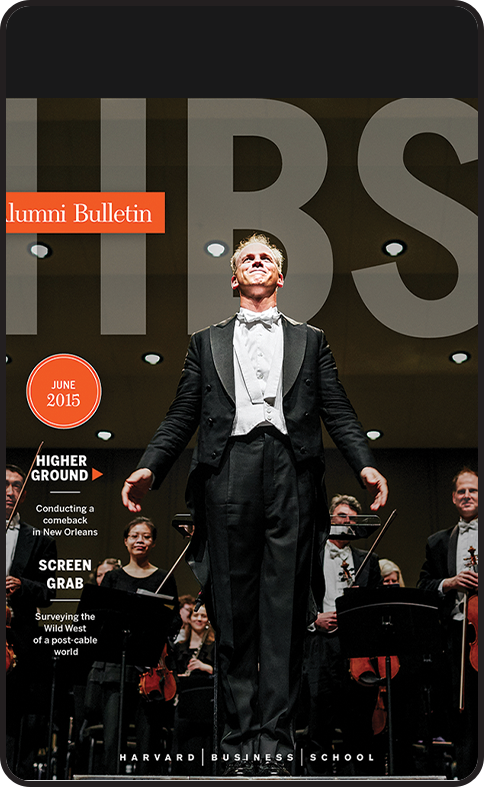 HBS
Alumni Bulletin
JUNE
2015
HIGHER
GROUND
Conducting a
comeback
in New Orleans
SCREEN
GRAB
Surveying the
Wild West
of a post-cable
world
HARVARD | BUSINESS | SCHOOL